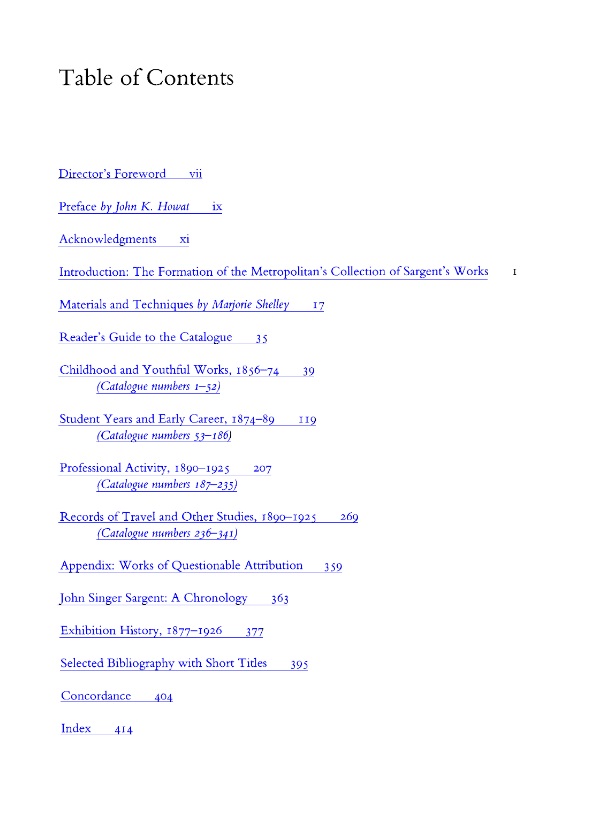 Table of Contents
Director's Foreword vii
Preface by John K. Howat ix
Acknowledgments xi
Introduction: The Formation of the Metropolitan's Collection of Sargent's Works 1
Materials and Techniques by Marjorie Shelley 17
Reader's Guide to the Catalogue 35
Childhood and Youthful Works, 1856–74 39
(Catalogue numbers 1–52)
Student Years and Early Career, 1874–89 119
(Catalogue numbers 53–186)
Professional Activity, 1890–1925 207
(Catalogue numbers 187–235)
Records of Travel and Other Studies, 1890–1925 269
(Catalogue numbers 236–341)
Appendix: Works of Questionable Attribution 359
John Singer Sargent: A Chronology 363
Exhibition History, 1877–1926 377
Selected Bibliography with Short Titles 395
Concordance 404
Index 414